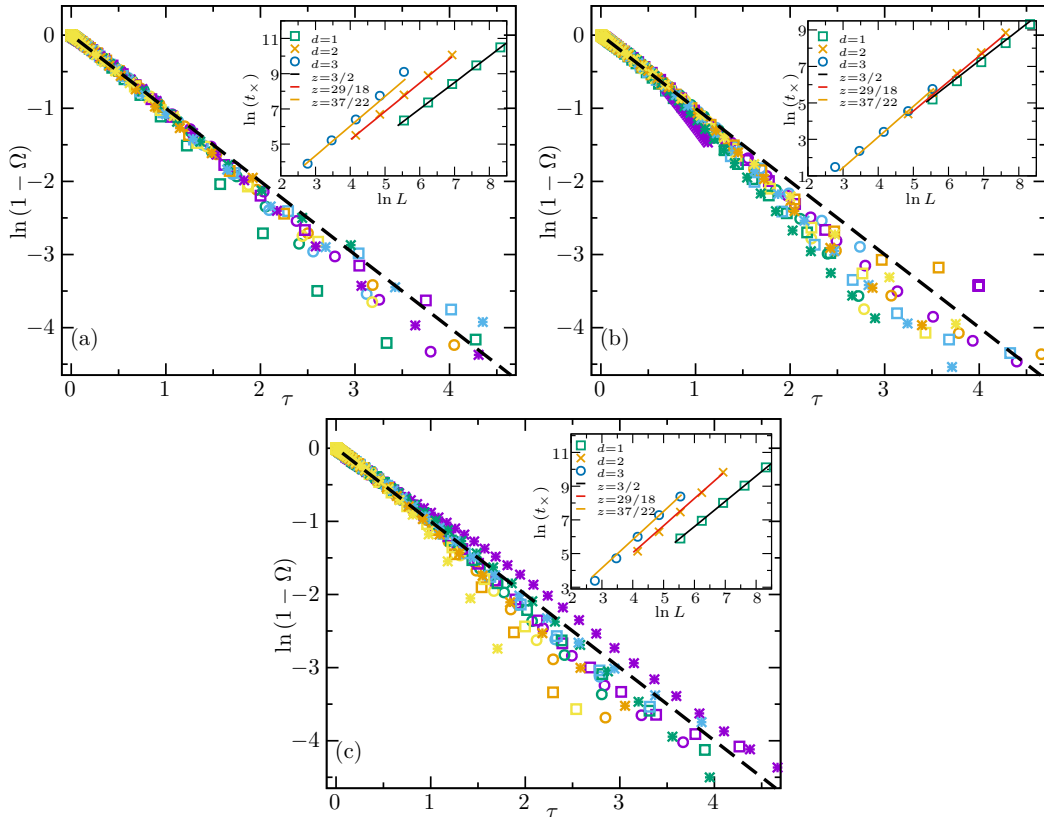 (a)
ln (1 − Ω)
0
−1
−2
−3
−4
0 1 2 3 4
τ
ln (t×)
11
9
7
5
2 3 4 5 6 7 8
ln L
d=1
d=2
d=3
z=3/2
z=29/18
z=37/22
(b)
ln (1 − Ω)
0
−1
−2
−3
−4
0 1 2 3 4
τ
ln (t×)
9
7
5
3
2 3 4 5 6 7 8
ln L
d=1
d=2
d=3
z=3/2
z=29/18
z=37/22
(c)
ln (1 − Ω)
0
−1
−2
−3
−4
0 1 2 3 4
τ
ln (t×)
11
9
7
5
3
2 3 4 5 6 7 8
ln L
d=1
d=2
d=3
z=3/2
z=29/18
z=37/22